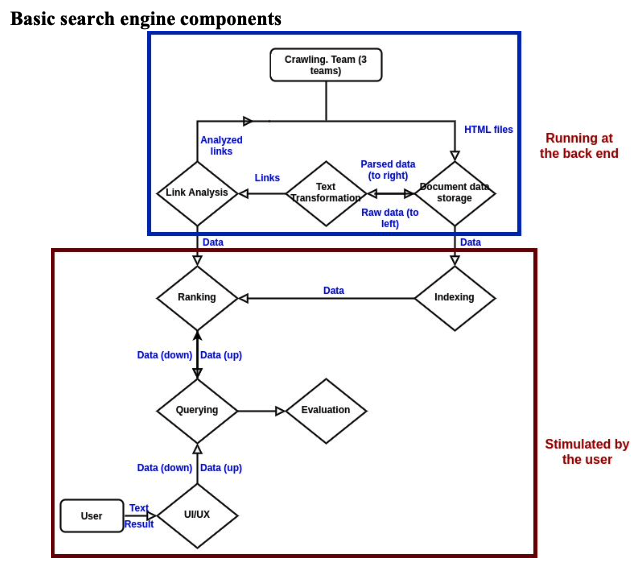 Basic search engine components
Crawling. Team (3
teams)
HTML files
Running at
the back end
Analyzed
links
Parsed data
(to right)
Links
Link Analysis
Text
Transformation
Document data
storage
Raw data (to
left)
Data
Data
Ranking
Data
Indexing
Data (down)
Data (up)
Querying
Evaluation
Stimulated by
the user
Data (down)
Data (up)
User
Text
Result
UI/UX